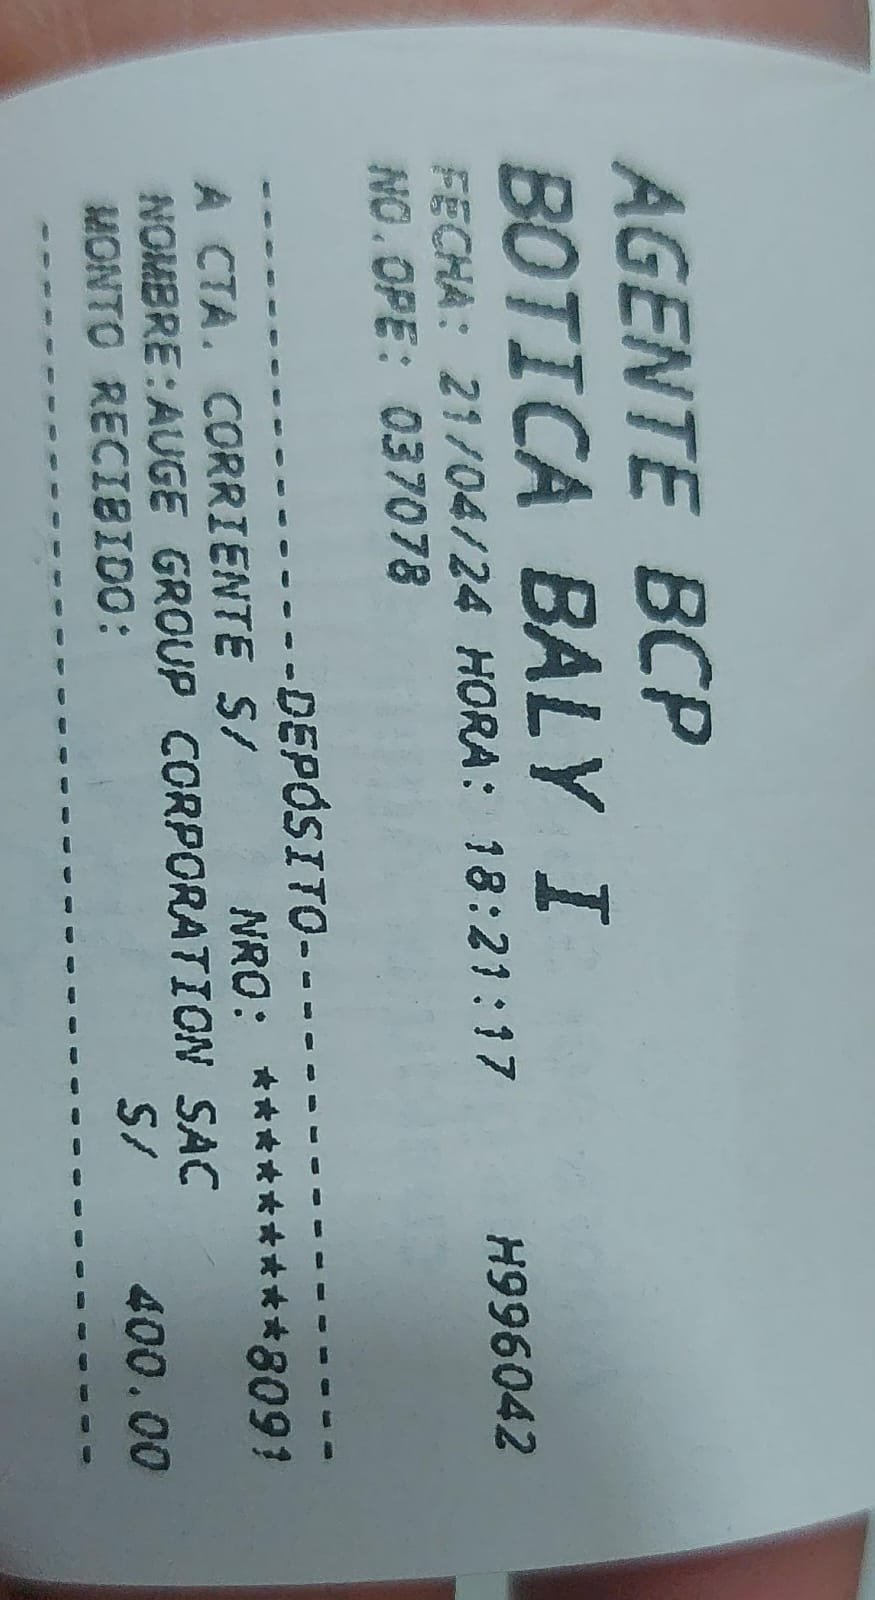 AGENTE BCP
BOTICA BALY I
FECHA: 21/04/24 HORA: 18:21:17 H996042
NO.OPE: 037078
--------------------DEPÓSITO--------------------
A CTA. CORRIENTE S/ NRO: *********8091
NOMBRE:AUGE GROUP CORPORATION SAC
MONTO RECIBIDO: S/ 400.00
------------------------------------------------